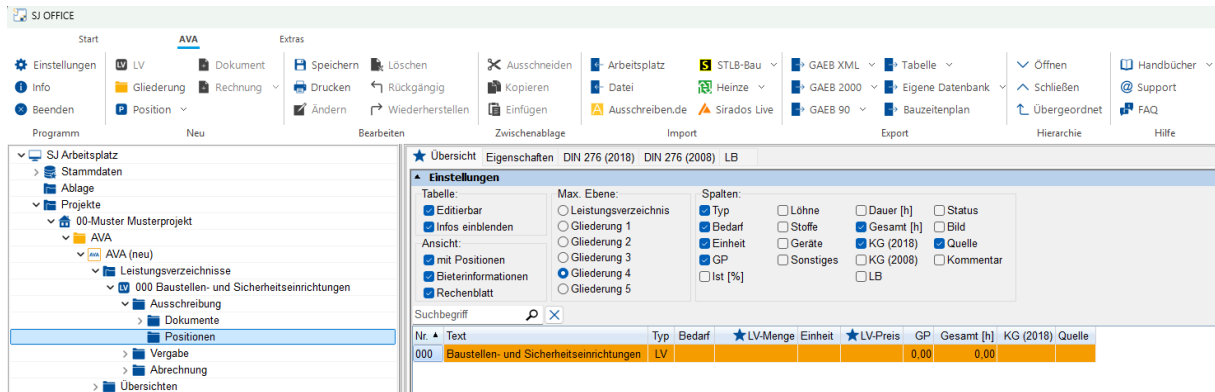 SJ OFFICE
Start AVA Extras
Einstellungen LV Dokument Speichern Löschen Ausschneiden Arbeitsplatz STLB-Bau GAEB XML Tabelle Öffnen Handbücher
Info Gliederung Rechnung Drucken Rückgängig Kopieren Datei Heinze GAEB 2000 Eigene Datenbank Schließen Support
Beenden Position Ändern Wiederherstellen Einfügen Ausschreiben.de Sirados Live GAEB 90 Bauzeitenplan Übergeordnet FAQ
Programm Neu Bearbeiten Zwischenablage Import Export Hierarchie Hilfe
SJ Arbeitsplatz
Stammdaten
Ablage
Projekte
00-Muster Musterprojekt
AVA
AVA (neu)
Leistungsverzeichnisse
000 Baustellen- und Sicherheitseinrichtungen
Ausschreibung
Dokumente
Positionen
Vergabe
Abrechnung
Übersichten
Übersicht Eigenschaften DIN 276 (2018) DIN 276 (2008) LB
Einstellungen
Tabelle: Max. Ebene: Spalten:
Editierbar Leistungsverzeichnis Typ Löhne Dauer [h] Status
Infos einblenden Gliederung 1 Bedarf Stoffe Gesamt [h] Bild
Ansicht: Gliederung 2 Einheit Geräte KG (2018) Quelle
mit Positionen Gliederung 3 GP Sonstiges KG (2008) Kommentar
Bieterinformationen Gliederung 4 Ist [%] LB
Rechenblatt Gliederung 5
Suchbegriff
Nr. Text Typ Bedarf LV-Menge Einheit LV-Preis GP Gesamt [h] KG (2018) Quelle
000 Baustellen- und Sicherheitseinrichtungen LV 0,00 0,00